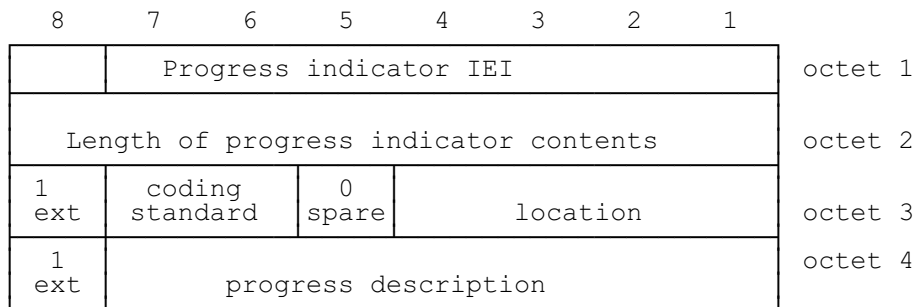 8 7 6 5 4 3 2 1
Progress indicator IEI octet 1
Length of progress indicator contents octet 2
1 coding 0
ext standard spare location octet 3
1 octet 4
ext progress description